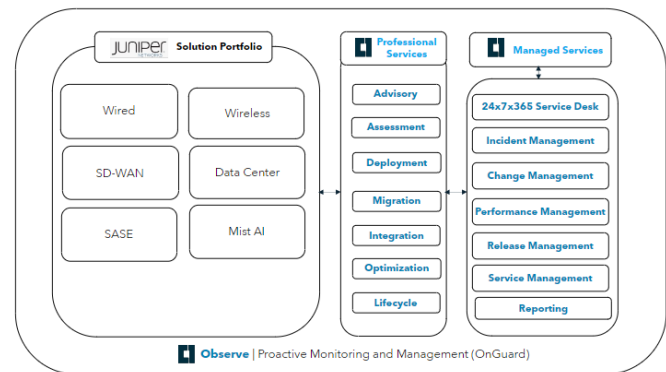 JUNIPER
NETWORKS
Solution Portfolio
Wired
Wireless
SD-WAN
Data Center
SASE
Mist AI
Professional
Services
Advisory
Assessment
Deployment
Migration
Integration
Optimization
Lifecycle
Managed Services
24x7x365 Service Desk
Incident Management
Change Management
Performance Management
Release Management
Service Management
Reporting
Observe | Proactive Monitoring and Management (OnGuard)